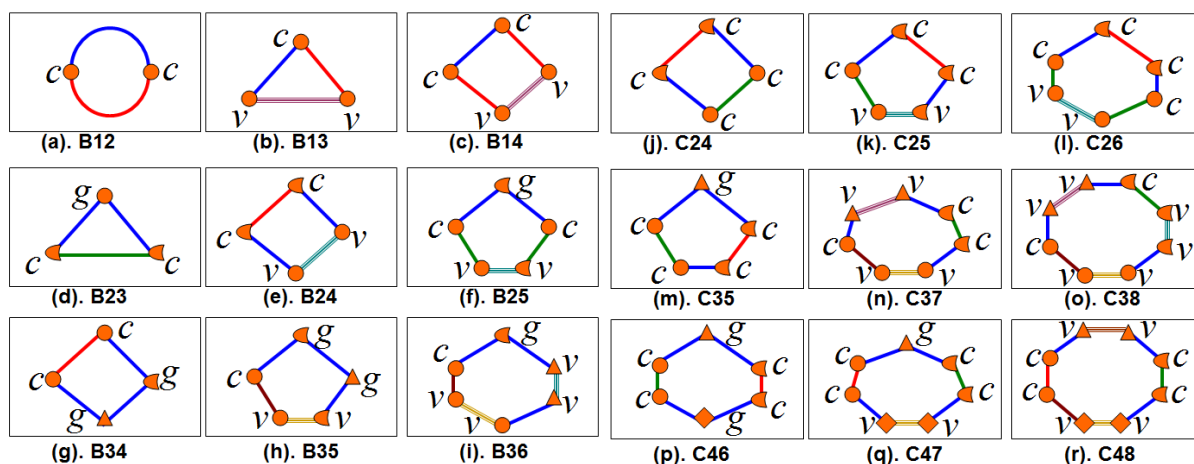 c c
(a). B12
c
v v
(b). B13
c
c v
v
(c). B14
c
c c
c
(j). C24
c
c c
v v
(k). C25
c
c c
v c
v
(l). C26
g
c c
(d). B23
c
c v
v
(e). B24
g
c c
v v
(f). B25
g
c c
c c
(m). C35
v v
c
c c
v v
(n). C37
v c
v v
c v
v v
(o). C38
c
c g
g
(g). B34
g
c g
v v
(h). B35
g
c v
v v
v
(i). B36
g
c c
c c
g
(p). C46
g
c c
c c
v v
(q). C47
v v
c c
c c
v v
(r). C48